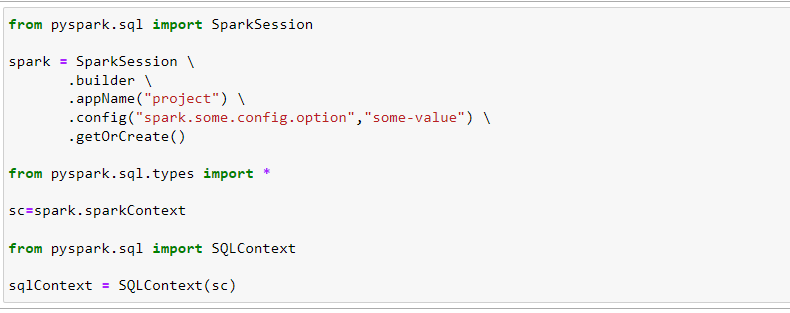 from pyspark.sql import SparkSession
spark = SparkSession \
.builder \
.appName("project") \
.config("spark.some.config.option","some-value") \
.getOrCreate()
from pyspark.sql.types import *
sc=spark.sparkContext
from pyspark.sql import SQLContext
sqlContext = SQLContext(sc)